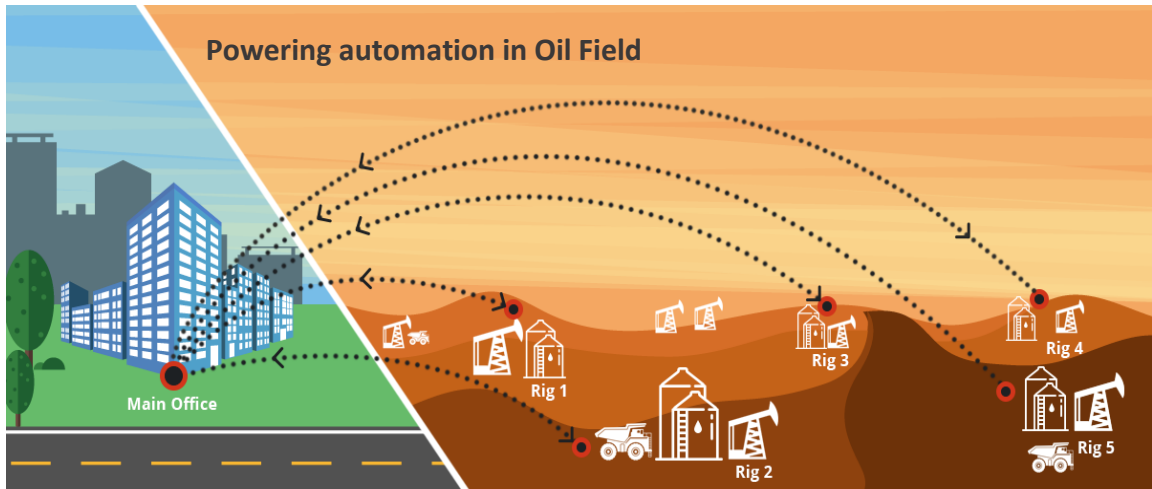 Powering automation in Oil Field
Main Office
Rig 1
Rig 2
Rig 3
Rig 4
Rig 5